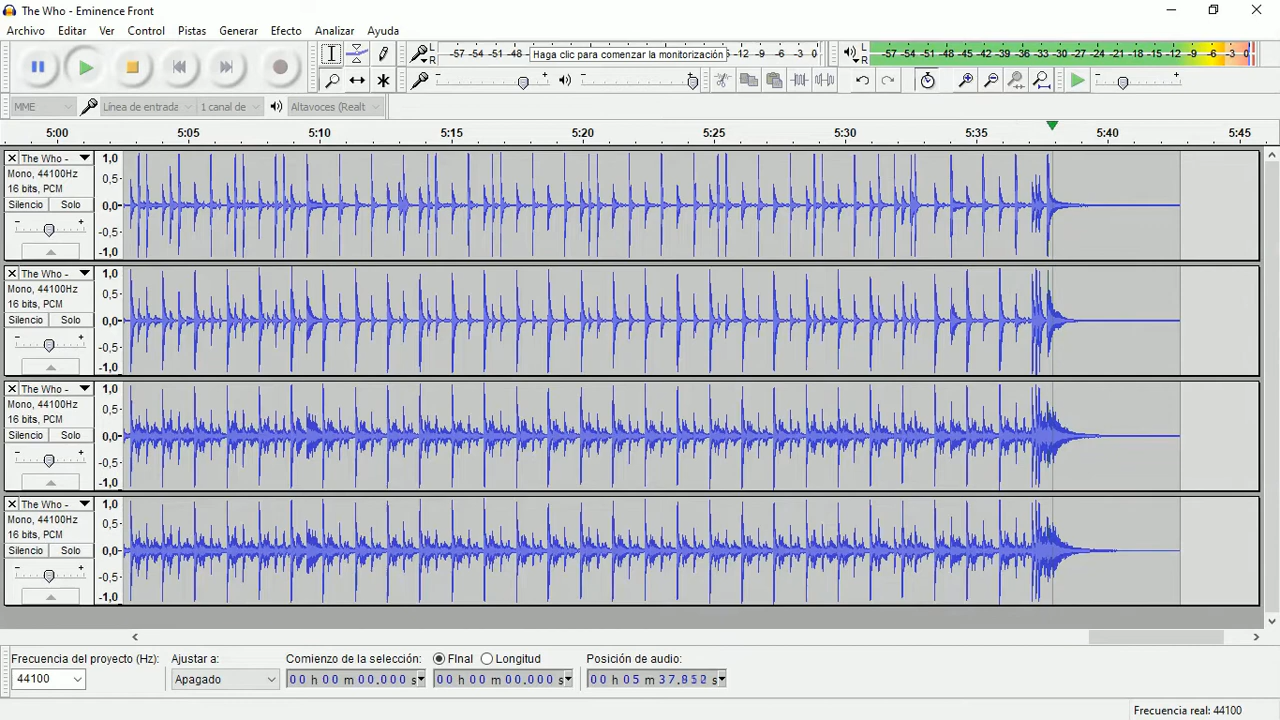 The Who - Eminence Front
Archivo Editar Ver Control Pistas Generar Efecto Analizar Ayuda
L R -57 -54 -51 -48 - Haga clic para comenzar la monitorización -12 -9 -6 -3 0
L R -57 -54 -51 -48 -45 -42 -39 -36 -33 -30 -27 -24 -21 -18 -15 -12 -9 -6 -3 0
MME Línea de entrada 1 canal de Altavoces (Realt
5:00 5:05 5:10 5:15 5:20 5:25 5:30 5:35 5:40 5:45
The Who -
Mono, 44100Hz
16 bits, PCM
Silencio Solo
1,0
0,5
0,0
-0,5
-1,0
The Who -
Mono, 44100Hz
16 bits, PCM
Silencio Solo
1,0
0,5
0,0
-0,5
-1,0
The Who -
Mono, 44100Hz
16 bits, PCM
Silencio Solo
1,0
0,5
0,0
-0,5
-1,0
The Who -
Mono, 44100Hz
16 bits, PCM
Silencio Solo
1,0
0,5
0,0
-0,5
-1,0
Frecuencia del proyecto (Hz): Ajustar a: Comienzo de la selección: FInal Longitud Posición de audio:
44100 Apagado 00 h 00 m 00.000 s 00 h 00 m 00.000 s 00 h 05 m 37.852 s
Frecuencia real: 44100